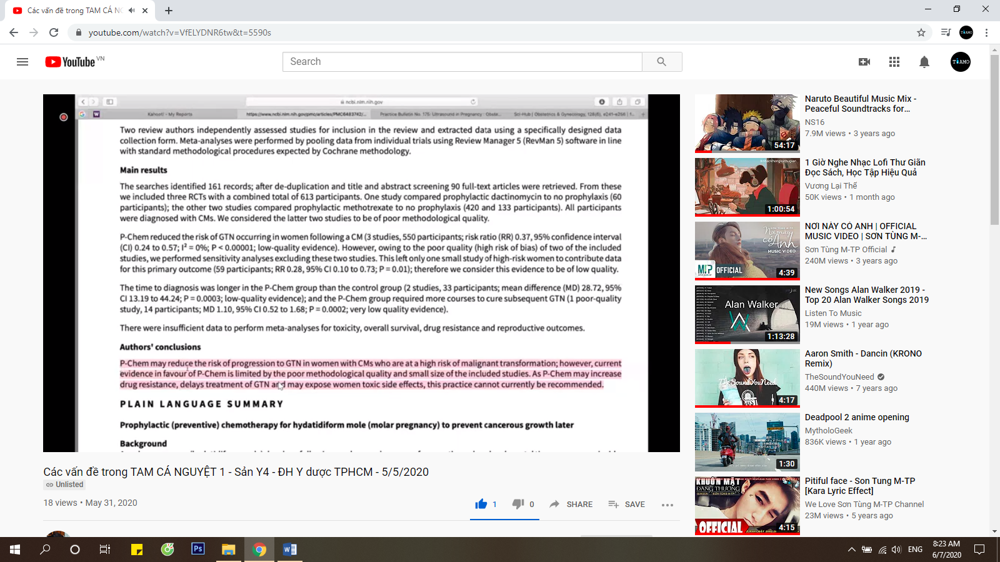 Các vấn đề trong TAM CÁ NG
youtube.com/watch?v=VfELYDNR6tw&t=5590s
TiAMO
YouTube VN
Search
TiAMO
ncbi.nlm.nih.gov
Kahoot! - My Reports
https://www.ncbi.nlm.nih.gov/pmc/articles/PMC6483742/...
Practice Bulletin No. 175: Ultrasound in Pregnancy : Obste...
Sci-Hub | Obstetrics & Gynecology, 128(6), e241–e256 | 1...
Two review authors independently assessed studies for inclusion in the review and extracted data using a specifically designed data
collection form. Meta-analyses were performed by pooling data from individual trials using Review Manager 5 (RevMan 5) software in line
with standard methodological procedures expected by Cochrane methodology.
Main results
The searches identified 161 records; after de-duplication and title and abstract screening 90 full-text articles were retrieved. From these
we included three RCTs with a combined total of 613 participants. One study compared prophylactic dactinomycin to no prophylaxis (60
participants); the other two studies compared prophylactic methotrexate to no prophylaxis (420 and 133 participants). All participants
were diagnosed with CMs. We considered the latter two studies to be of poor methodological quality.
P-Chem reduced the risk of GTN occurring in women following a CM (3 studies, 550 participants; risk ratio (RR) 0.37, 95% confidence interval
(CI) 0.24 to 0.57; I² = 0%; P < 0.00001; low-quality evidence). However, owing to the poor quality (high risk of bias) of two of the included
studies, we performed sensitivity analyses excluding these two studies. This left only one small study of high-risk women to contribute data
for this primary outcome (59 participants; RR 0.28, 95% CI 0.10 to 0.73; P = 0.01); therefore we consider this evidence to be of low quality.
The time to diagnosis was longer in the P-Chem group than the control group (2 studies, 33 participants; mean difference (MD) 28.72, 95%
CI 13.19 to 44.24; P = 0.0003; low-quality evidence); and the P-Chem group required more courses to cure subsequent GTN (1 poor-quality
study, 14 participants; MD 1.10, 95% CI 0.52 to 1.68; P = 0.0002; very low quality evidence).
There were insufficient data to perform meta-analyses for toxicity, overall survival, drug resistance and reproductive outcomes.
Authors' conclusions
P-Chem may reduce the risk of progression to GTN in women with CMs who are at a high risk of malignant transformation; however, current
evidence in favour of P-Chem is limited by the poor methodological quality and small size of the included studies. As P-Chem may increase
drug resistance, delays treatment of GTN and may expose women toxic side effects, this practice cannot currently be recommended.
PLAIN LANGUAGE SUMMARY
Prophylactic (preventive) chemotherapy for hydatidiform mole (molar pregnancy) to prevent cancerous growth later
Background
Các vấn đề trong TAM CÁ NGUYỆT 1 - Sản Y4 - ĐH Y dược TPHCM - 5/5/2020
Unlisted
18 views • May 31, 2020
1
0
SHARE
SAVE
54:17
Naruto Beautiful Music Mix -
Peaceful Soundtracks for...
NS16
7.9M views • 3 years ago
1:00:54
1 Giờ Nghe Nhạc Lofi Thư Giãn
Đọc Sách, Học Tập Hiệu Quả
Vương Lại Thế
50K views • 1 month ago
SƠN TÙNG M-TP
Nơi này có Anh
MUSIC VIDEO
M-TP
OFFICIAL
4:39
NƠI NÀY CÓ ANH | OFFICIAL
MUSIC VIDEO | SƠN TÙNG M-...
Sơn Tùng M-TP Official
240M views • 3 years ago
Alan Walker
1:13:28
New Songs Alan Walker 2019 -
Top 20 Alan Walker Songs 2019
Listen To Music
19M views • 1 year ago
TheSoundYouNeed
4:17
Aaron Smith - Dancin (KRONO
Remix)
TheSoundYouNeed
440M views • 7 years ago
1:30
Deadpool 2 anime opening
MytholoGeek
836K views • 1 year ago
KHUÔN MẶT
ĐÁNG THƯƠNG
OFFICIAL
4:15
Pitiful face - Son Tung M-TP
[Kara Lyric Effect]
We Love Sơn Tùng M-TP Channel
23M views • 5 years ago
Ps
ENG
8:23 AM
6/7/2020